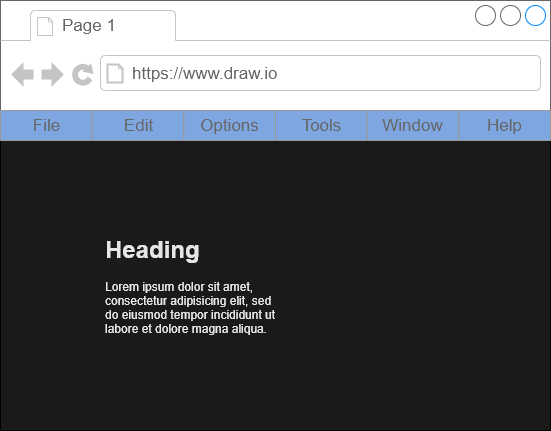 Page 1
https://www.draw.io
File Edit Options Tools Window Help
Heading
Lorem ipsum dolor sit amet,
consectetur adipisicing elit, sed
do eiusmod tempor incididunt ut
labore et dolore magna aliqua.